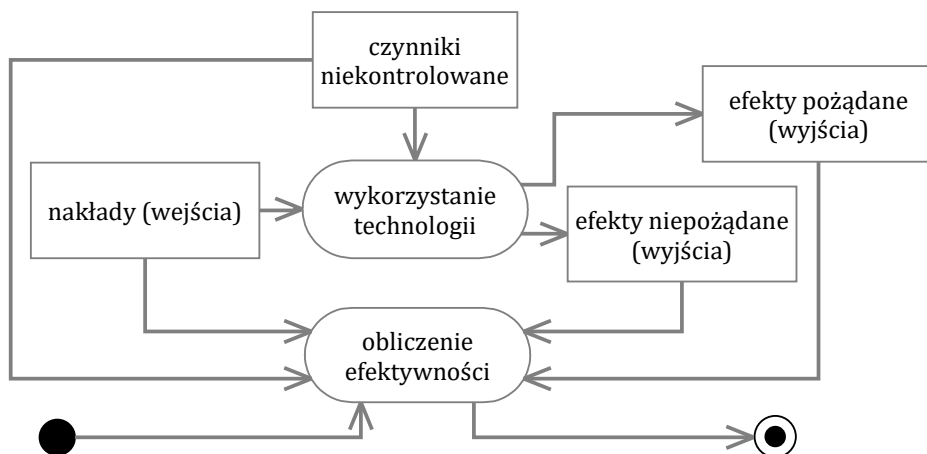 czynniki
niekontrolowane
efekty pożądane
(wyjścia)
nakłady (wejścia)
wykorzystanie
technologii
efekty niepożądane
(wyjścia)
obliczenie
efektywności